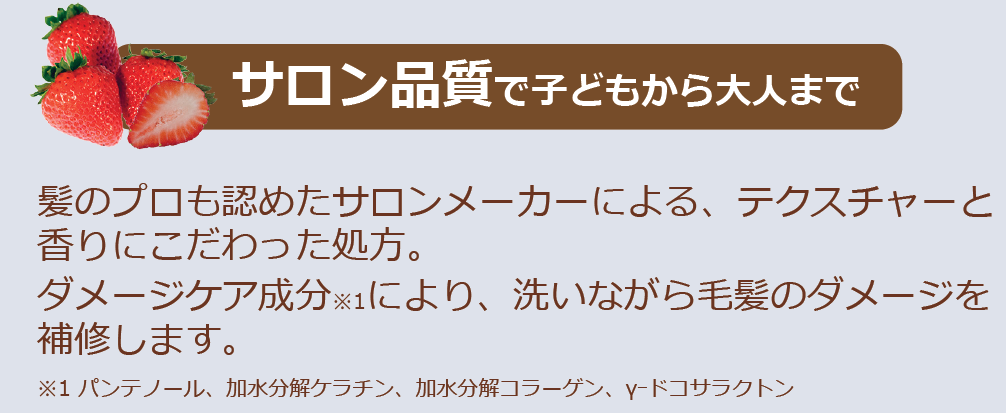 サロン品質で子どもから大人まで
髪のプロも認めたサロンメーカーによる、テクスチャーと
香りにこだわった処方。
ダメージケア成分※1により、洗いながら毛髪のダメージを
補修します。
※1 パンテノール、加水分解ケラチン、加水分解コラーゲン、γ-ドコサラクトン